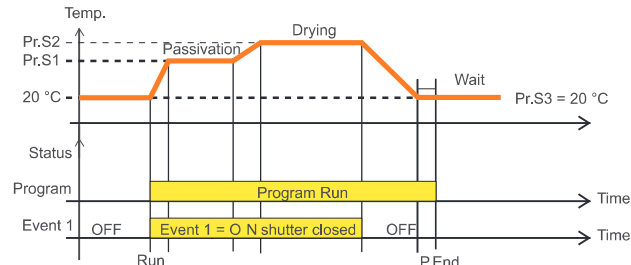 Temp.
Drying
Pr.S2
Passivation
Pr.S1
Wait
20 °C
Pr.S3 = 20 °C
Status
Program
Program Run
Time
Event 1
OFF
Event 1 = O N shutter closed
OFF
Time
Run
P.End